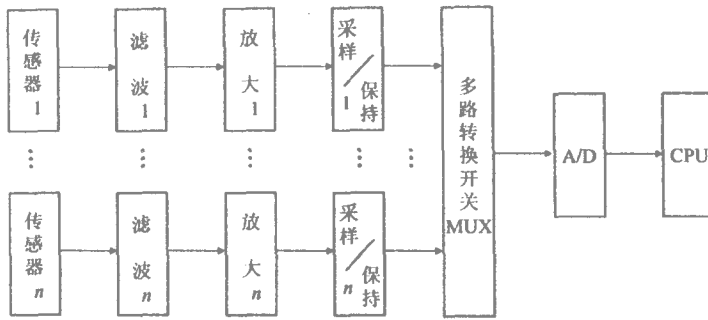 传感器1
滤波1
放大1
采样/保持1
多路转换开关MUX
A/D
CPU
传感器n
滤波n
放大n
采样/保持n